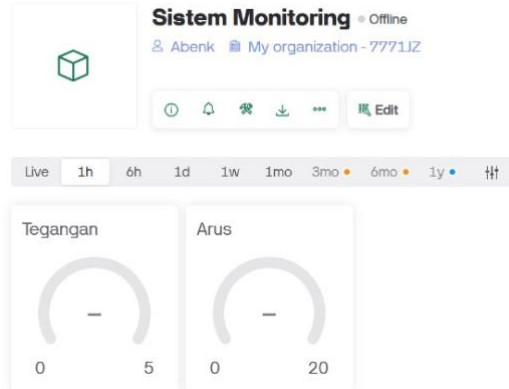 Sistem Monitoring Offline
Abenk My organization - 7771JZ
Edit
Live 1h 6h 1d 1w 1mo 3mo 6mo 1y
Tegangan Arus
– –
0 5 0 20